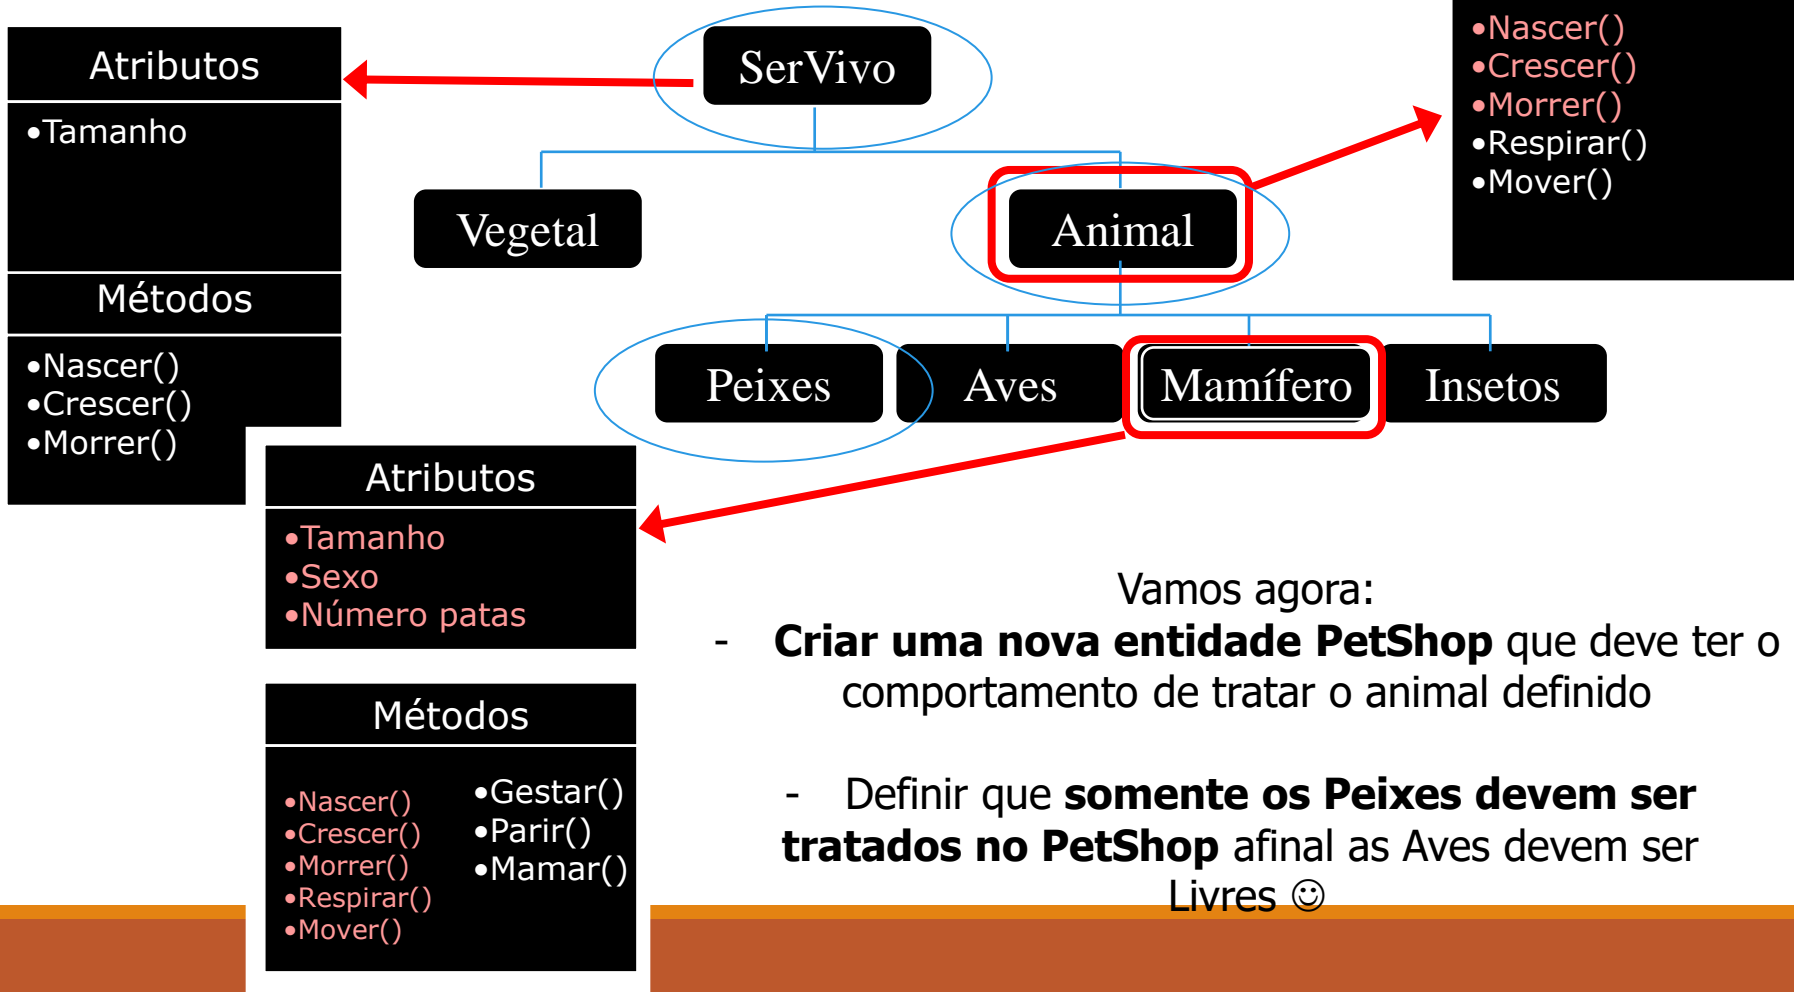 Atributos
•Tamanho
Métodos
•Nascer()
•Crescer()
•Morrer()
SerVivo
Vegetal
Animal
Peixes
Aves
Mamífero
Insetos
•Nascer()
•Crescer()
•Morrer()
•Respirar()
•Mover()
Atributos
•Tamanho
•Sexo
•Número patas
Métodos
•Nascer()
•Crescer()
•Morrer()
•Respirar()
•Mover()
•Gestar()
•Parir()
•Mamar()
Vamos agora:
- Criar uma nova entidade PetShop que deve ter o
comportamento de tratar o animal definido
- Definir que somente os Peixes devem ser
tratados no PetShop afinal as Aves devem ser
Livres ☺